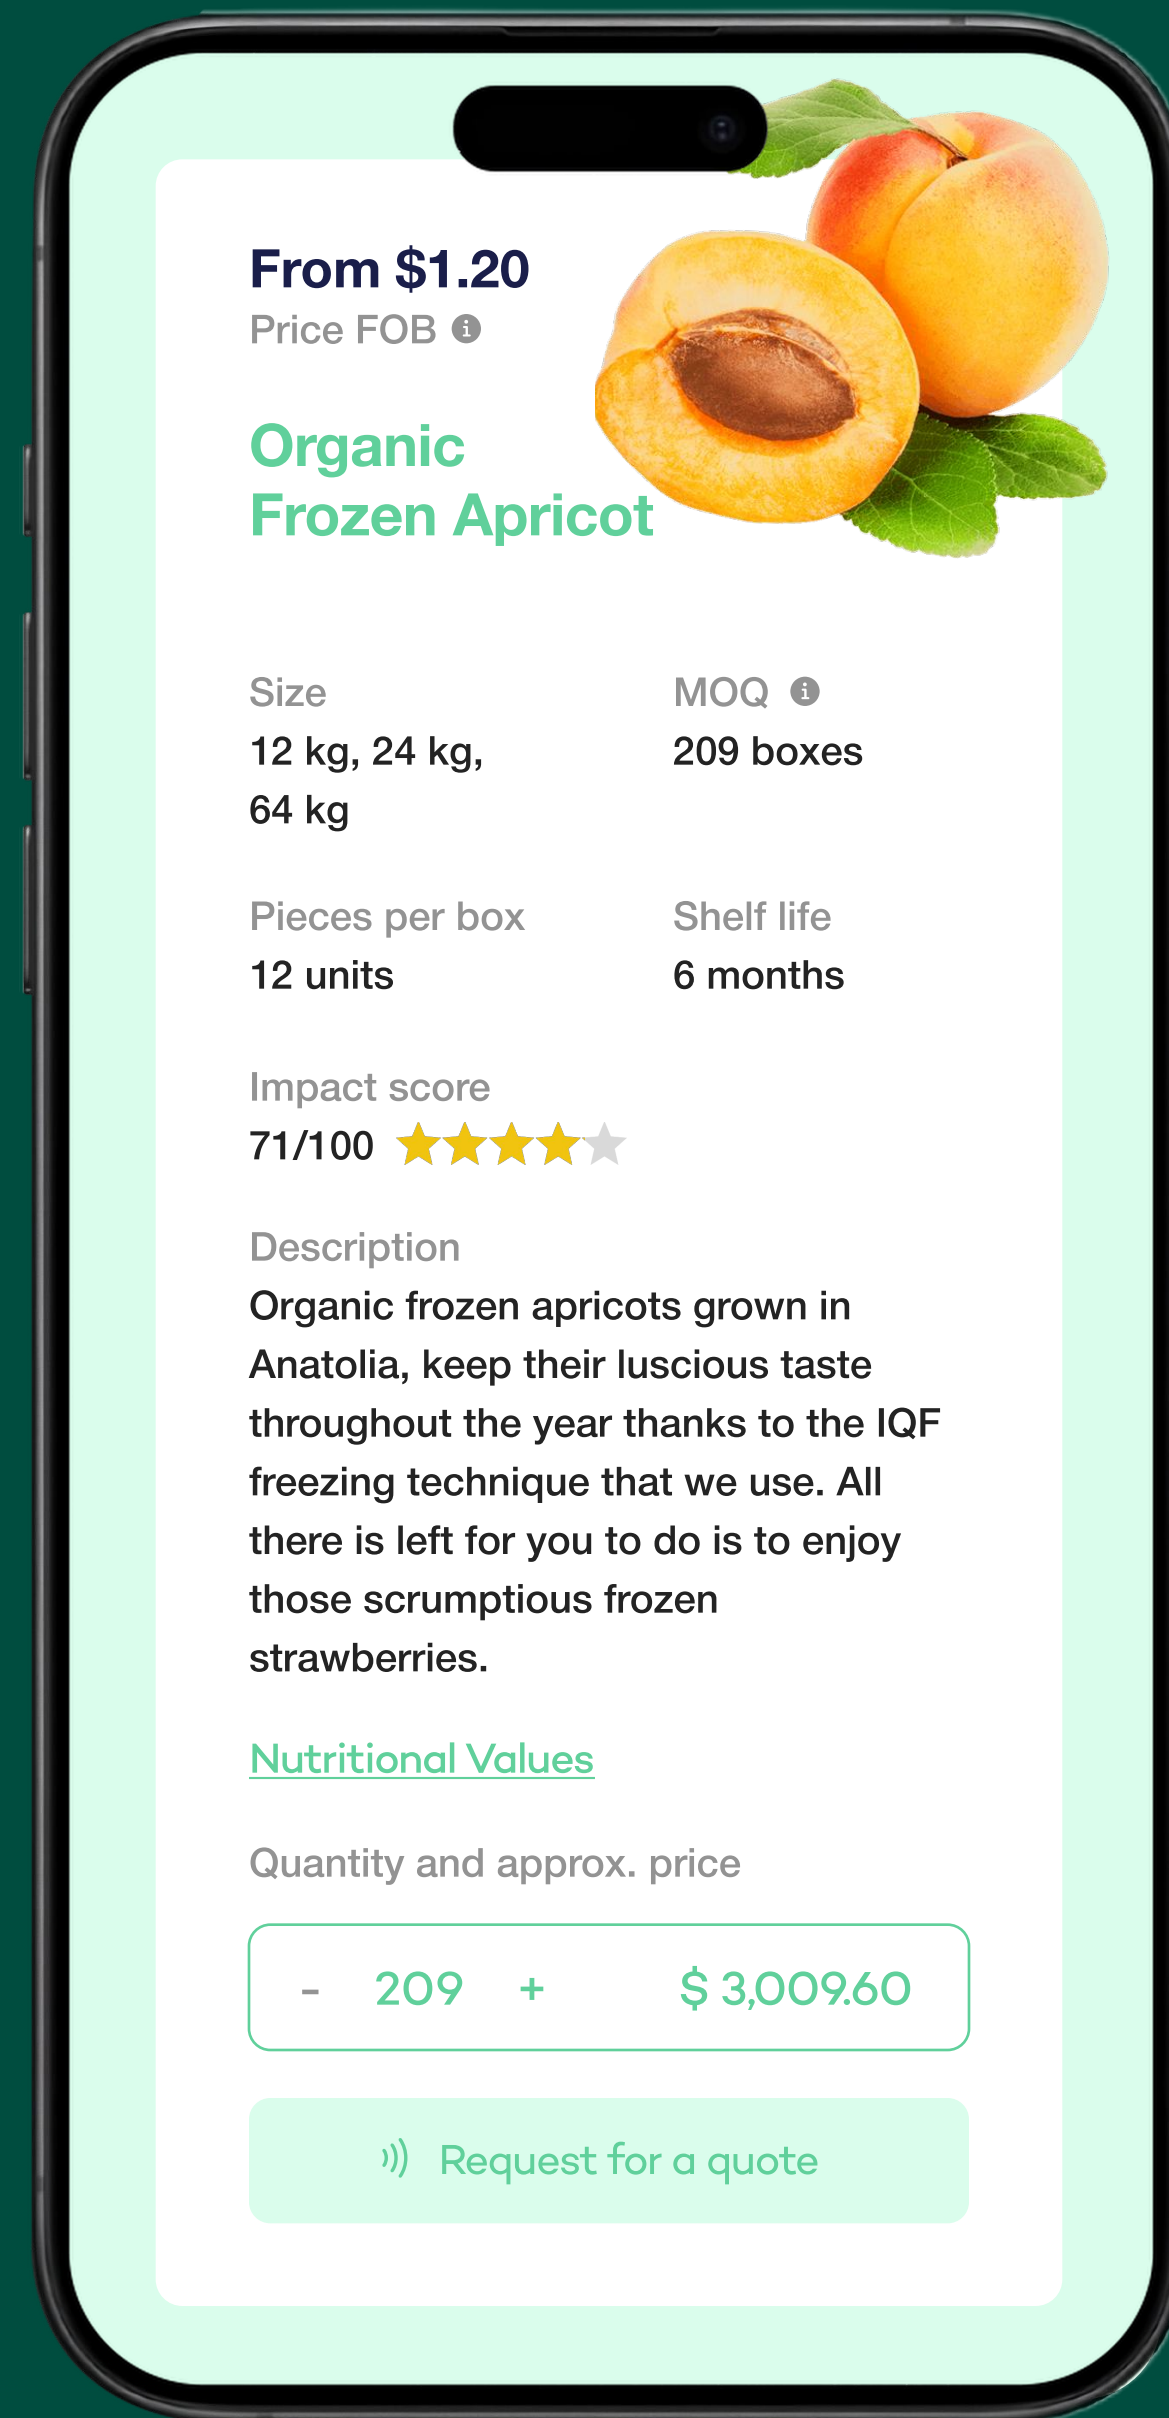 From $1.20
Price FOB
Organic
Frozen Apricot
Size
12 kg, 24 kg,
64 kg
MOQ
209 boxes
Pieces per box
12 units
Shelf life
6 months
Impact score
71/100
Description
Organic frozen apricots grown in
Anatolia, keep their luscious taste
throughout the year thanks to the IQF
freezing technique that we use. All
there is left for you to do is to enjoy
those scrumptious frozen
strawberries.
Nutritional Values
Quantity and approx. price
- 209 + $ 3,009.60
Request for a quote